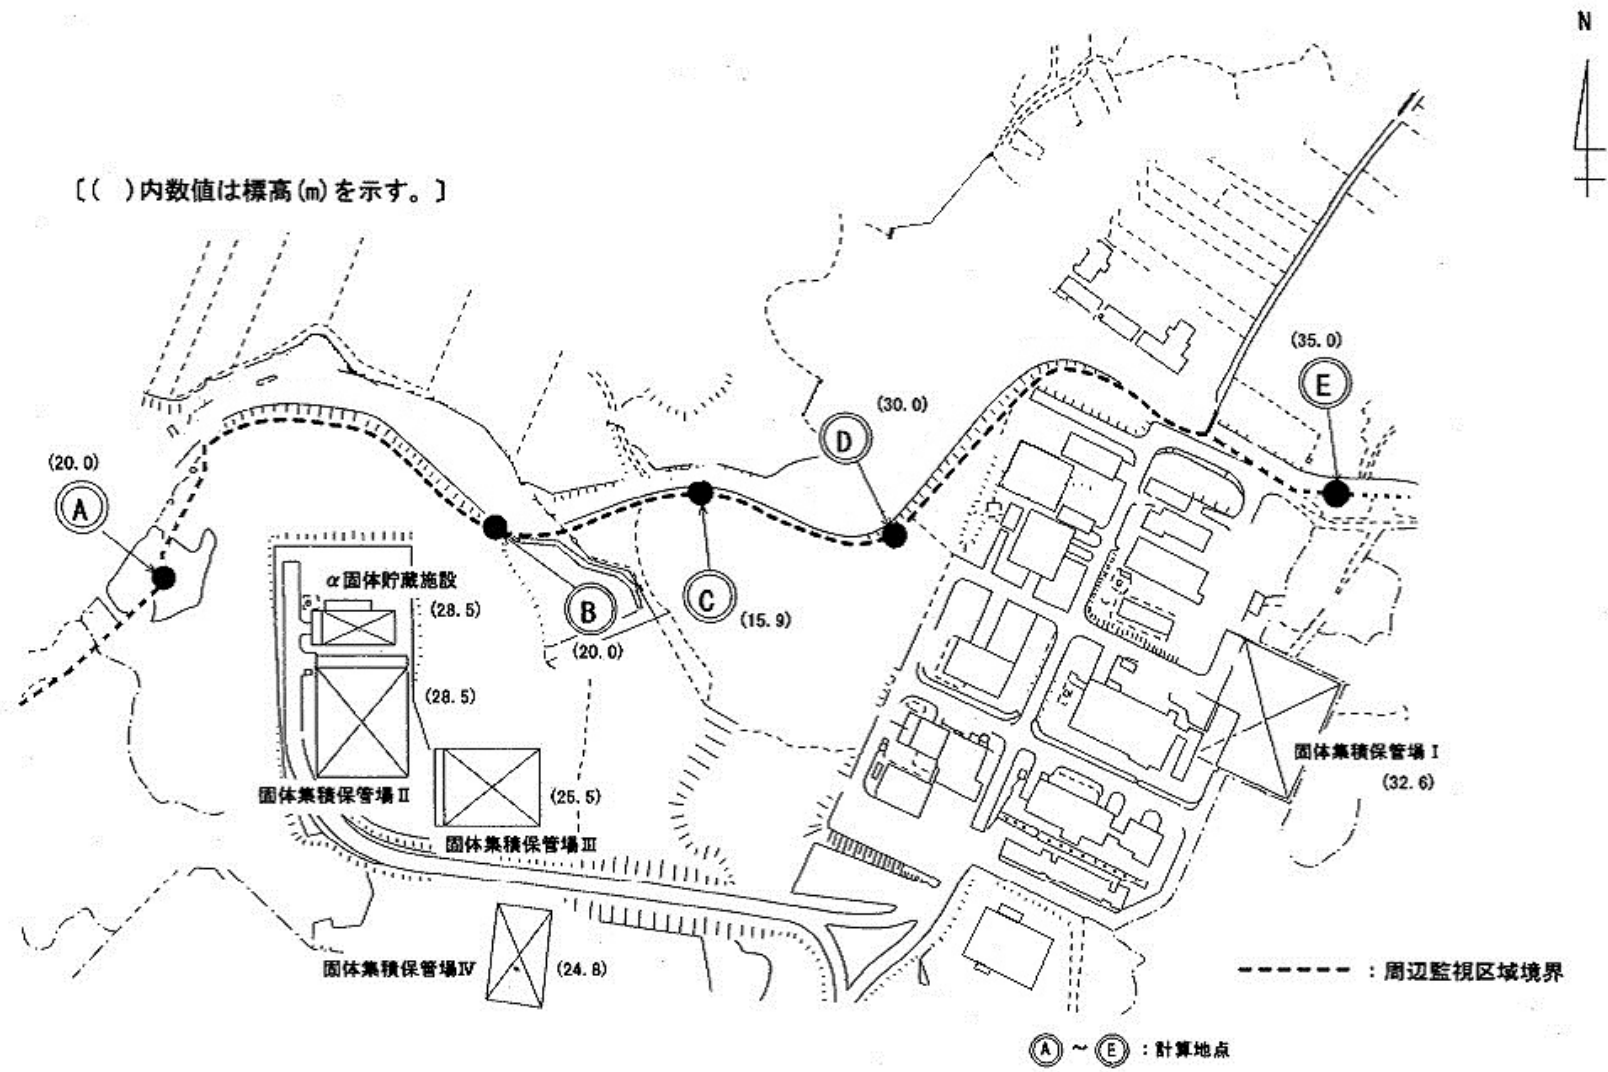 N
[( )内数値は標高(m)を示す。]
(35.0)
E
(30.0)
D
(20.0)
A
α固体貯蔵施設
(28.5)
B
(20.0)
C
(15.9)
(28.5)
固体集積保管場Ⅱ
(25.5)
固体集積保管場Ⅲ
固体集積保管場Ⅰ
(32.6)
固体集積保管場Ⅳ
(24.8)
:周辺監視区域境界
A ~ E :計算地点